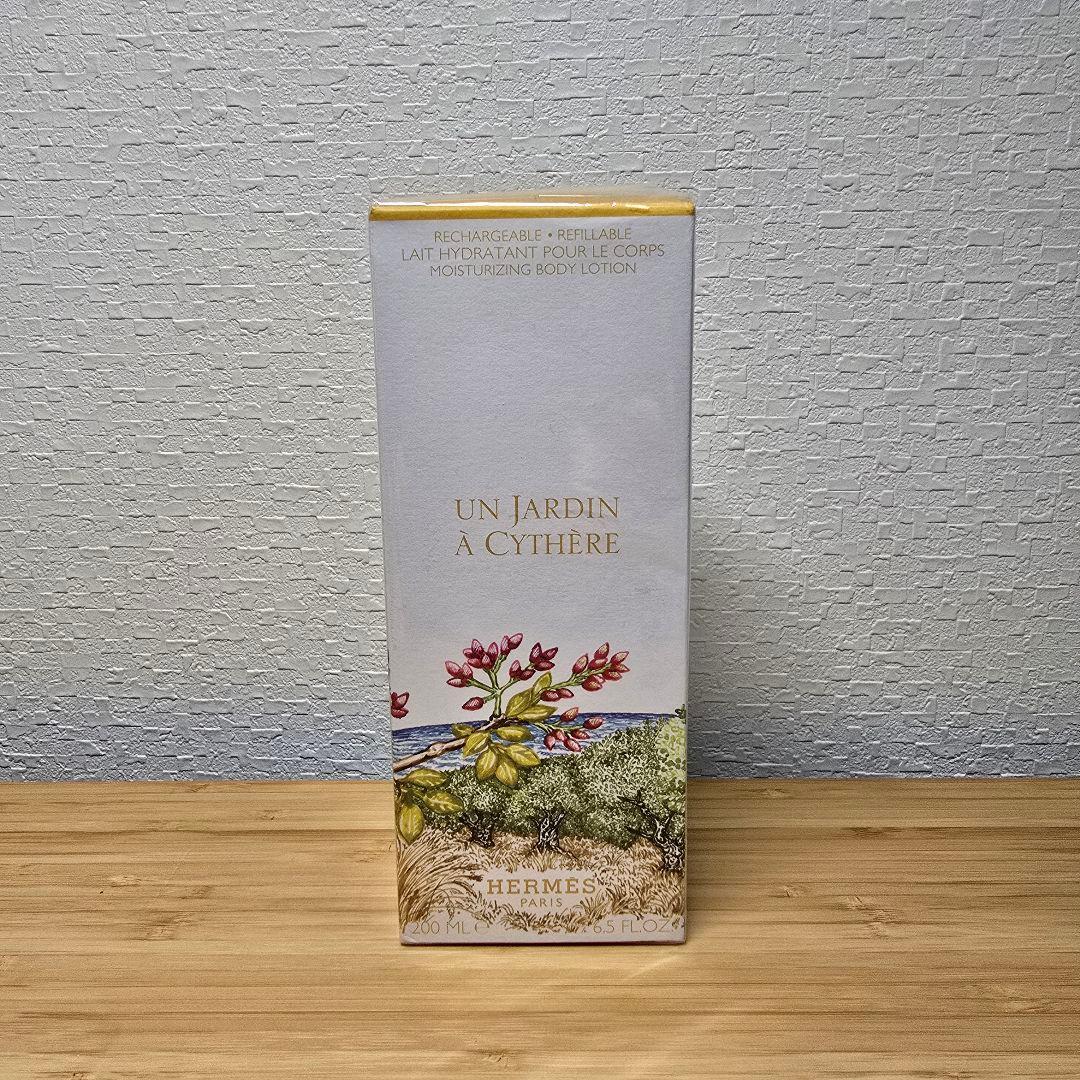 RECHARGEABLE • REFILLABLE
LAIT HYDRATANT POUR LE CORPS
MOISTURIZING BODY LOTION
UN JARDIN
À CYTHÈRE
HERMÈS
PARIS
200 ML ℮ 6.5 FL.OZ